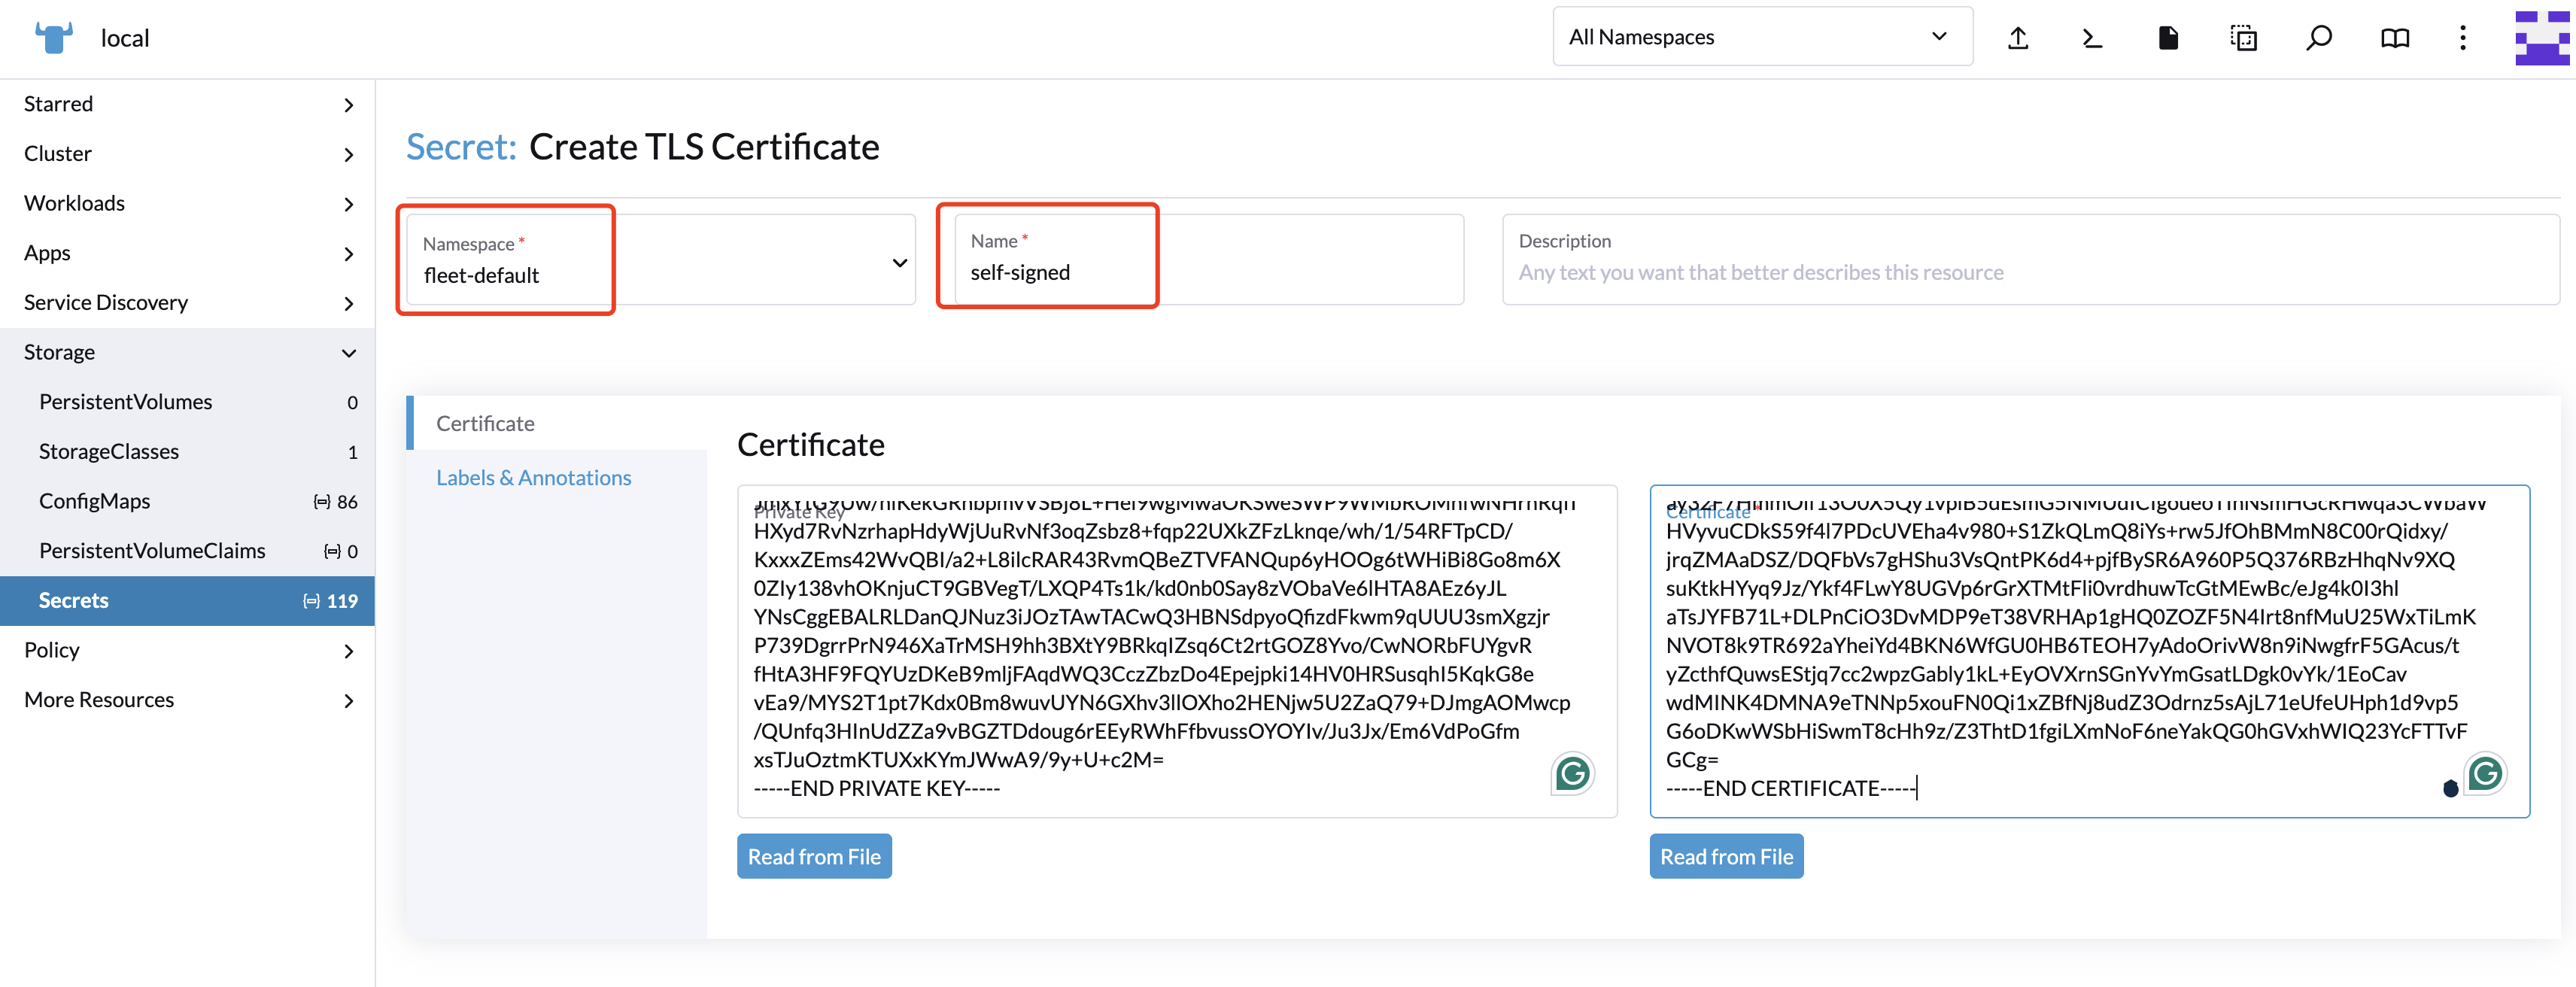 local
All Namespaces
Starred
Cluster
Workloads
Apps
Service Discovery
Storage
PersistentVolumes 0
StorageClasses 1
ConfigMaps 86
PersistentVolumeClaims 0
Secrets 119
Policy
More Resources
Secret: Create TLS Certificate
Namespace *
fleet-default
Name *
self-signed
Description
Any text you want that better describes this resource
Certificate
Labels & Annotations
Certificate
Private Key
HXyd7RvNzrhapHdyWjUuRvNf3oqZsbz8+fqp22UXkZFzLknqe/wh/1/54RFTpCD/
KxxxZEms42WvQBI/a2+L8ilcRAR43RvmQBeZTVFANQup6yHOOg6tWHiBi8Go8m6X
0ZIy138vhOKnjuCT9GBVegT/LXQP4Ts1k/kd0nb0Say8zVObaVe6lHTA8AEz6yJL
YNsCggEBALRLDanQJNuz3iJOzTAwTACwQ3HBNSdpyoQfizdFkwm9qUUU3smXgzjr
P739DgrrPrN946XaTrMSH9hh3BXtY9BRkqIZsq6Ct2rtGOZ8Yvo/CwNORbFUYgvR
fHtA3HF9FQYUzDKeB9mljFAqdWQ3CczZbzDo4Epejpki14HV0HRSusqhI5KqkG8e
vEa9/MYS2T1pt7Kdx0Bm8wuvUYN6GXhv3llOXho2HENjw5U2ZaQ79+DJmgAOMwcp
/QUnfq3HInUdZZa9vBGZTDdoug6rEEyRWhFfbvussOYOYIv/Ju3Jx/Em6VdPoGfm
xsTJuOztmKTUXxKYmJWwA9/9y+U+c2M=
-----END PRIVATE KEY-----
Read from File
Certificate *
HVyvuCDkS59f4l7PDcUVEha4v980+S1ZkQLmQ8iYs+rw5JfOhBMmN8C00rQidxy/
jrqZMAaDSZ/DQFbVs7gHShu3VsQntPK6d4+pjfBySR6A960P5Q376RBzHhqNv9XQ
suKtkHYyq9Jz/Ykf4FLwY8UGVp6rGrXTMtFli0vrdhuwTcGtMEwBc/eJg4k0I3hl
aTsJYFB71L+DLPnCiO3DvMDP9eT38VRHAp1gHQ0ZOZF5N4Irt8nfMuU25WxTiLmK
NVOT8k9TR692aYheiYd4BKN6WfGU0HB6TEOH7yAdoOrivW8n9iNwgfrF5GAcus/t
yZcthfQuwsEStjq7cc2wpzGably1kL+EyOVXrnSGnYvYmGsatLDgk0vYk/1EoCav
wdMINK4DMNA9eTNNp5xouFN0Qi1xZBfNj8udZ3Odrnz5sAjL71eUfeUHph1d9vp5
G6oDKwWSbHiSwmT8cHh9z/Z3ThtD1fgiLXmNoF6neYakQG0hGVxhWIQ23YcFTTvF
GCg=
-----END CERTIFICATE-----
Read from File